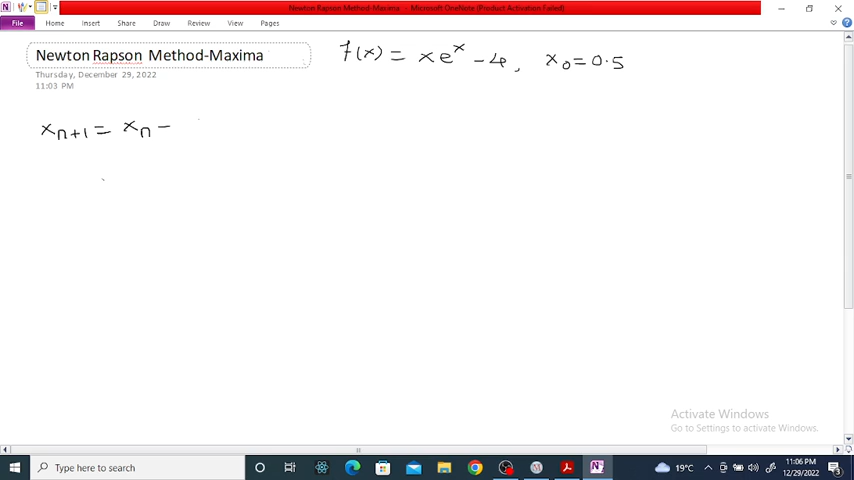 Newton Rapson Method-Maxima - Microsoft OneNote (Product Activation Failed)
File Home Insert Share Draw Review View Pages
Newton Rapson Method-Maxima
f(x) = xe^x - 4, x_0 = 0.5
Thursday, December 29, 2022
11:03 PM
x_{n+1} = x_n -
Activate Windows
Go to Settings to activate Windows.
Type here to search
19°C
11:06 PM
12/29/2022
3